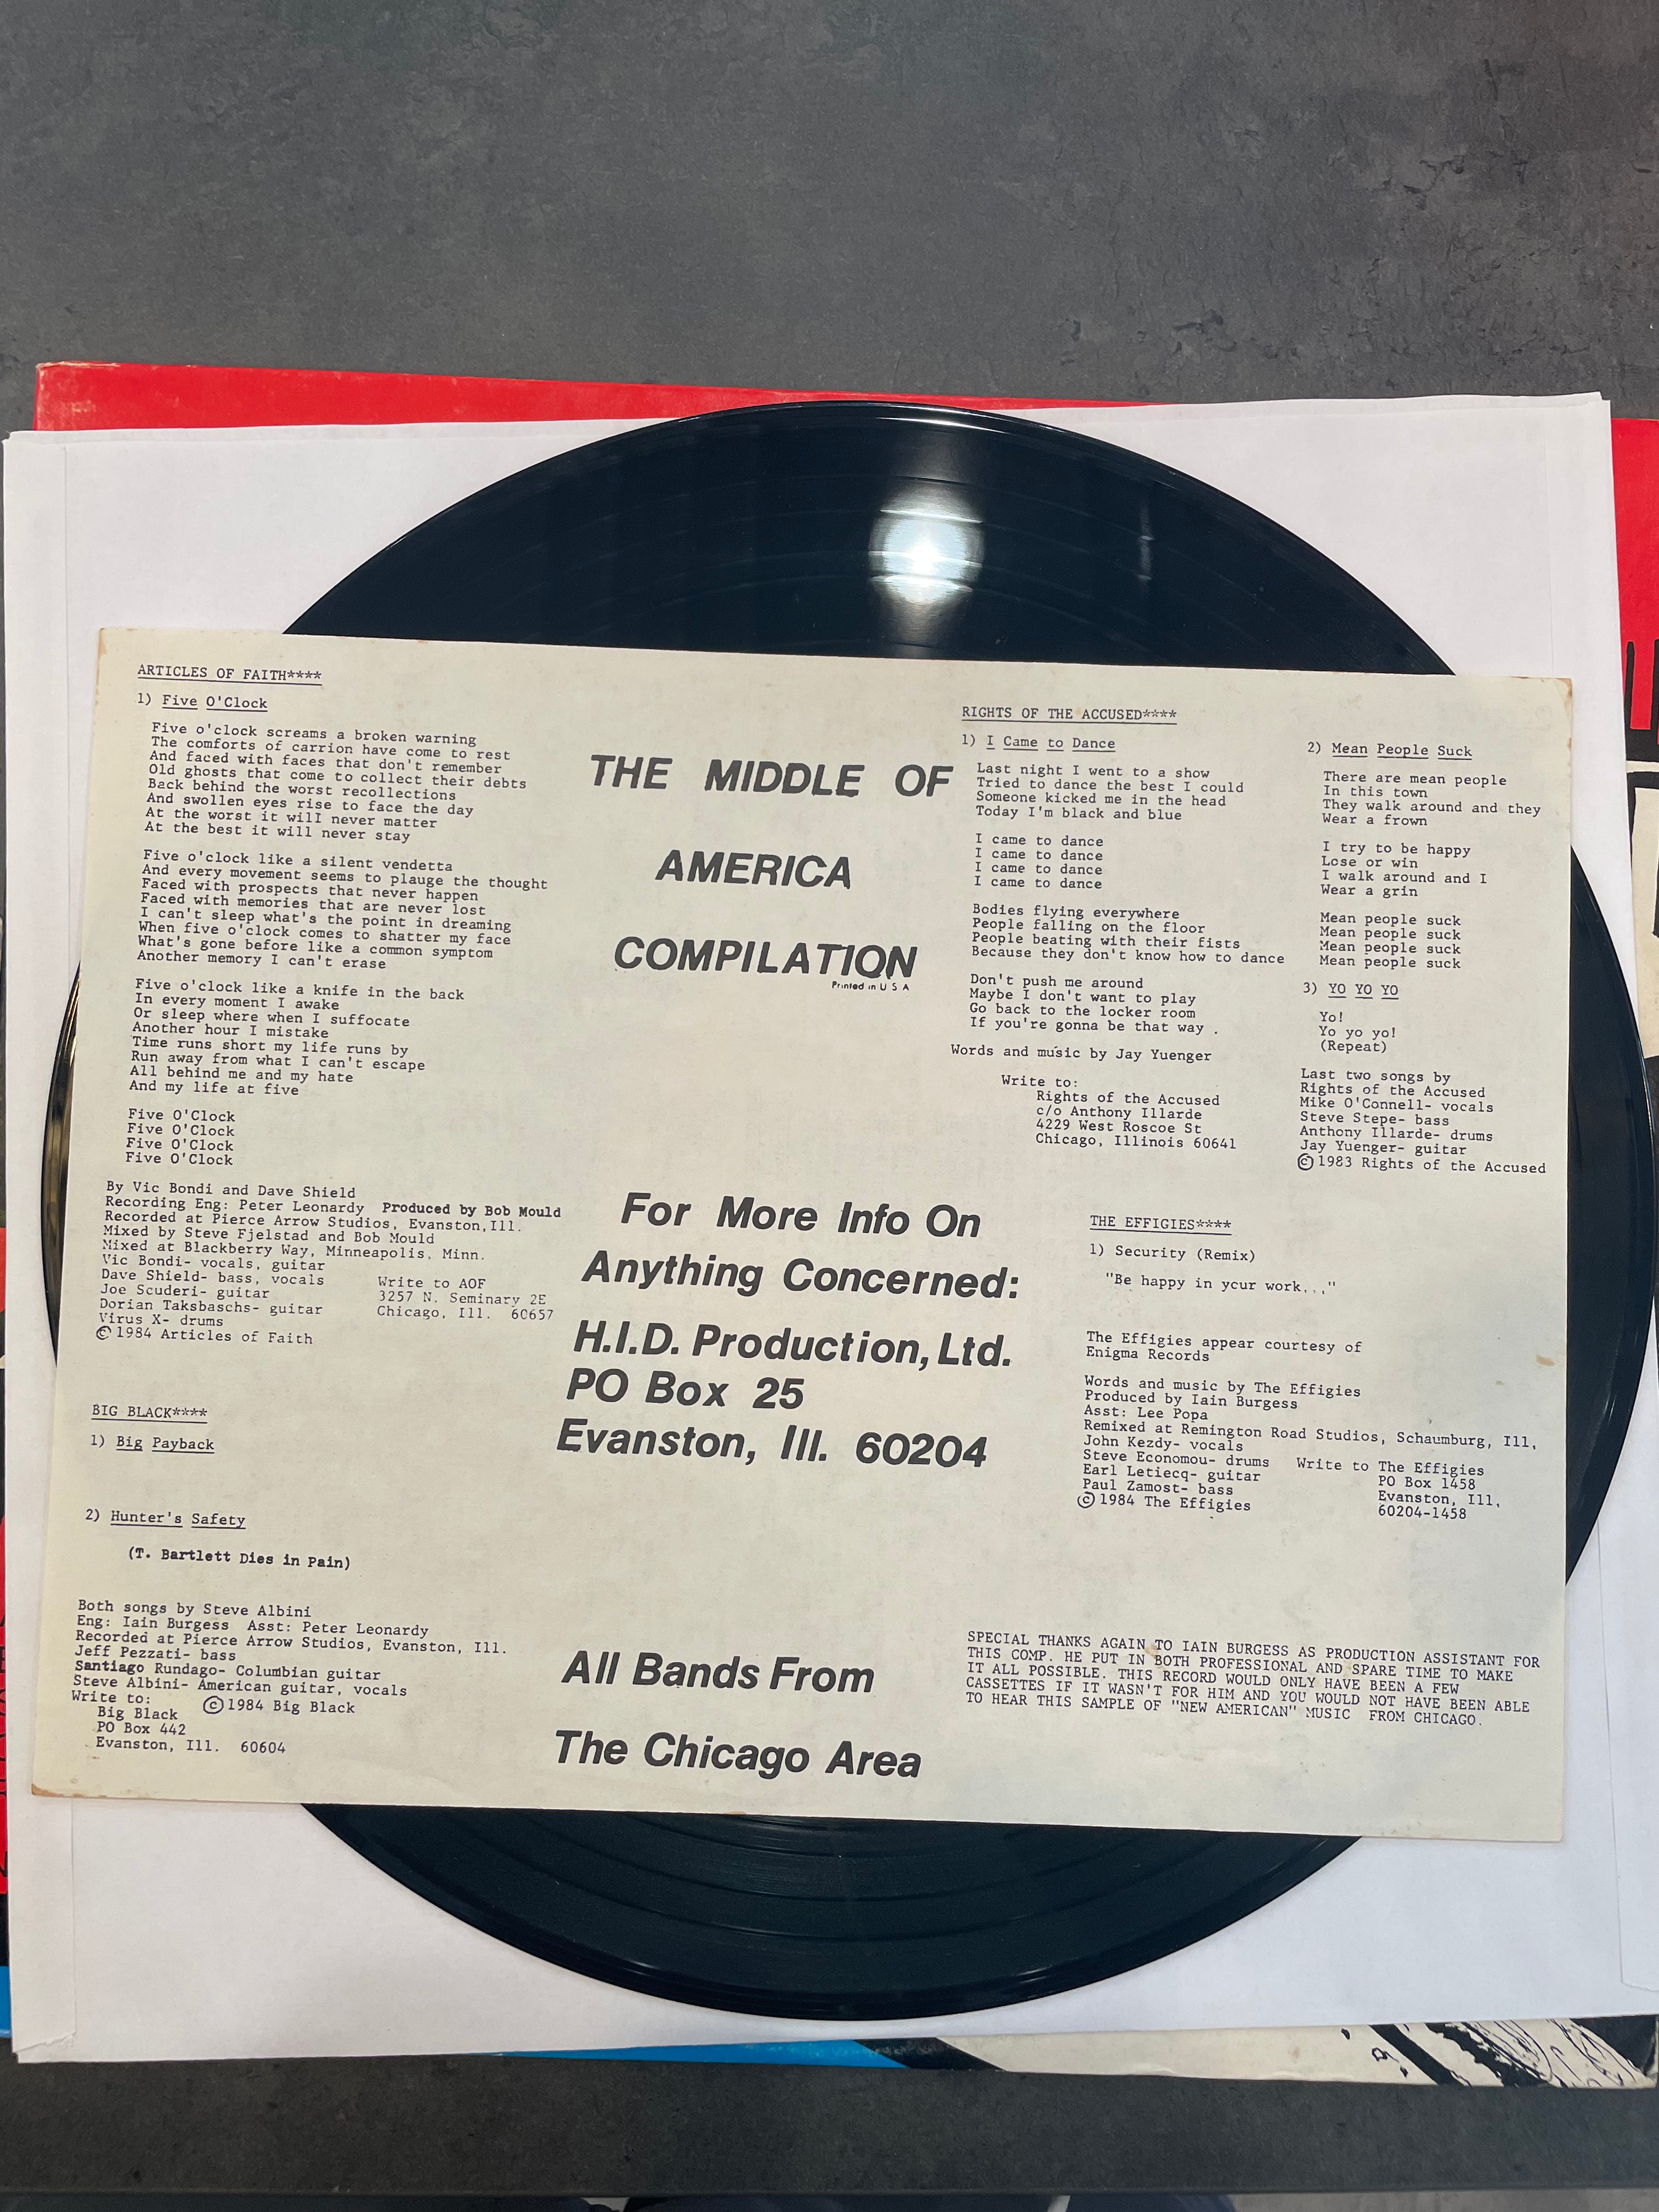 ARTICLES OF FAITH****
1) Five O'Clock
Five o'clock screams a broken warning
The comforts of carrion have come to rest
And faced with faces that don't remember
Old ghosts that come to collect their debts
Back behind the worst recollections
And swollen eyes rise to face the day
At the worst it will never matter
At the best it will never stay
Five o'clock like a silent vendetta
And every movement seems to plauge the thought
Faced with prospects that never happen
Faced with memories that are never lost
I can't sleep what's the point in dreaming
When five o'clock comes to shatter my face
What's gone before like a common symptom
Another memory I can't erase
Five o'clock like a knife in the back
In every moment I awake
Or sleep where when I suffocate
Another hour I mistake
Time runs short my life runs by
Run away from what I can't escape
All behind me and my hate
And my life at five
Five O'Clock
Five O'Clock
Five O'Clock
Five O'Clock
By Vic Bondi and Dave Shield
Recording Eng: Peter Leonardy Produced by Bob Mould
Recorded at Pierce Arrow Studios, Evanston,Ill.
Mixed by Steve Fjelstad and Bob Mould
Mixed at Blackberry Way, Minneapolis, Minn.
Vic Bondi- vocals, guitar
Dave Shield- bass, vocals
Joe Scuderi- guitar
Dorian Taksbaschs- guitar
Virus X- drums
© 1984 Articles of Faith
Write to AOF
3257 N. Seminary 2E
Chicago, Ill. 60657
BIG BLACK****
1) Big Payback
2) Hunter's Safety
(T. Bartlett Dies in Pain)
Both songs by Steve Albini
Eng: Iain Burgess Asst: Peter Leonardy
Recorded at Pierce Arrow Studios, Evanston, Ill.
Jeff Pezzati- bass
Santiago Rundago- Columbian guitar
Steve Albini- American guitar, vocals
Write to: © 1984 Big Black
Big Black
PO Box 442
Evanston, Ill. 60604
THE MIDDLE OF
AMERICA
COMPILATION
Printed in U S A
For More Info On
Anything Concerned:
H.I.D. Production, Ltd.
PO Box 25
Evanston, Ill. 60204
All Bands From
The Chicago Area
RIGHTS OF THE ACCUSED****
1) I Came to Dance
Last night I went to a show
Tried to dance the best I could
Someone kicked me in the head
Today I'm black and blue
I came to dance
I came to dance
I came to dance
I came to dance
Bodies flying everywhere
People falling on the floor
People beating with their fists
Because they don't know how to dance
Don't push me around
Maybe I don't want to play
Go back to the locker room
If you're gonna be that way .
Words and music by Jay Yuenger
Write to:
Rights of the Accused
c/o Anthony Illarde
4229 West Roscoe St
Chicago, Illinois 60641
2) Mean People Suck
There are mean people
In this town
They walk around and they
Wear a frown
I try to be happy
Lose or win
I walk around and I
Wear a grin
Mean people suck
Mean people suck
Mean people suck
Mean people suck
3) YO YO YO
Yo!
Yo yo yo!
(Repeat)
Last two songs by
Rights of the Accused
Mike O'Connell- vocals
Steve Stepe- bass
Anthony Illarde- drums
Jay Yuenger- guitar
© 1983 Rights of the Accused
THE EFFIGIES****
1) Security (Remix)
"Be happy in your work..."
The Effigies appear courtesy of
Enigma Records
Words and music by The Effigies
Produced by Iain Burgess
Asst: Lee Popa
Remixed at Remington Road Studios, Schaumburg, Ill.
John Kezdy- vocals
Steve Economou- drums
Earl Letiecq- guitar
Paul Zamost- bass
© 1984 The Effigies
Write to The Effigies
PO Box 1458
Evanston, Ill.
60204-1458
SPECIAL THANKS AGAIN TO IAIN BURGESS AS PRODUCTION ASSISTANT FOR
THIS COMP. HE PUT IN BOTH PROFESSIONAL AND SPARE TIME TO MAKE
IT ALL POSSIBLE. THIS RECORD WOULD ONLY HAVE BEEN A FEW
CASSETTES IF IT WASN'T FOR HIM AND YOU WOULD NOT HAVE BEEN ABLE
TO HEAR THIS SAMPLE OF "NEW AMERICAN" MUSIC FROM CHICAGO.